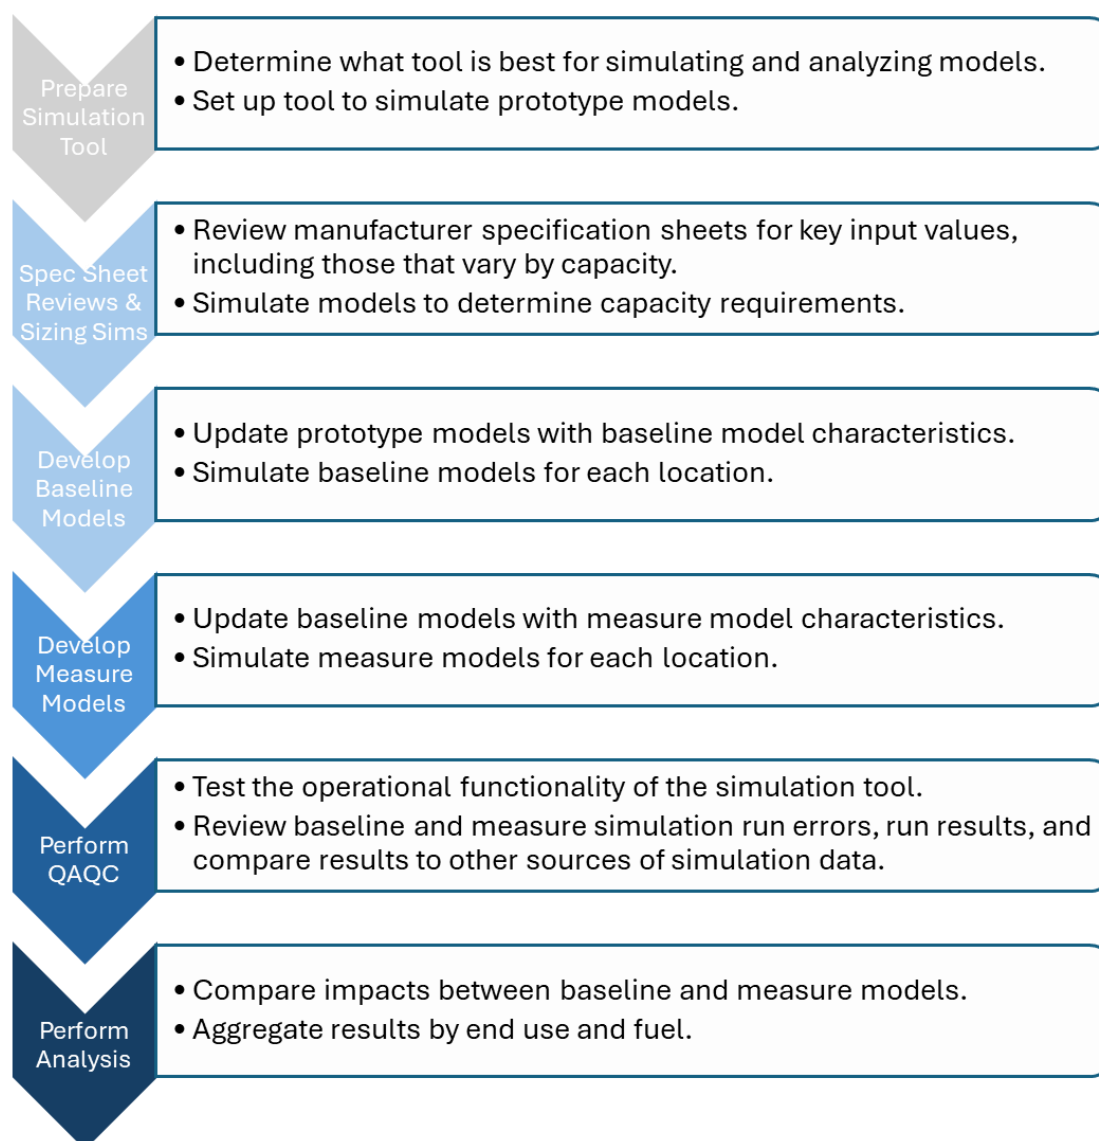 Prepare
Simulation
Tool
• Determine what tool is best for simulating and analyzing models.
• Set up tool to simulate prototype models.
Spec Sheet
Reviews &
Sizing Sims
• Review manufacturer specification sheets for key input values,
including those that vary by capacity.
• Simulate models to determine capacity requirements.
Develop
Baseline
Models
• Update prototype models with baseline model characteristics.
• Simulate baseline models for each location.
Develop
Measure
Models
• Update baseline models with measure model characteristics.
• Simulate measure models for each location.
Perform
QAQC
• Test the operational functionality of the simulation tool.
• Review baseline and measure simulation run errors, run results, and
compare results to other sources of simulation data.
Perform
Analysis
• Compare impacts between baseline and measure models.
• Aggregate results by end use and fuel.